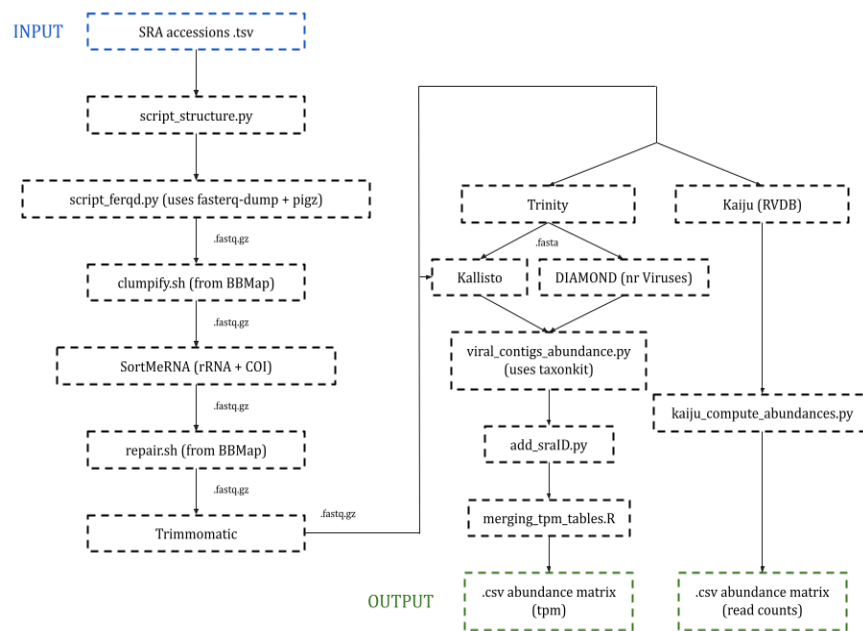 INPUT
SRA accessions .tsv
script_structure.py
script_ferqd.py (uses fasterq-dump + pigz)
.fastq.gz
clumpify.sh (from BBMap)
.fastq.gz
SortMeRNA (rRNA + COI)
.fastq.gz
repair.sh (from BBMap)
.fastq.gz
Trimmomatic
.fastq.gz
Trinity
Kaiju (RVDB)
.fasta
Kallisto
DIAMOND (nr Viruses)
viral_contigs_abundance.py
(uses taxonkit)
kaiju_compute_abundances.py
add_sraID.py
merging_tpm_tables.R
OUTPUT
.csv abundance matrix
(tpm)
.csv abundance matrix
(read counts)